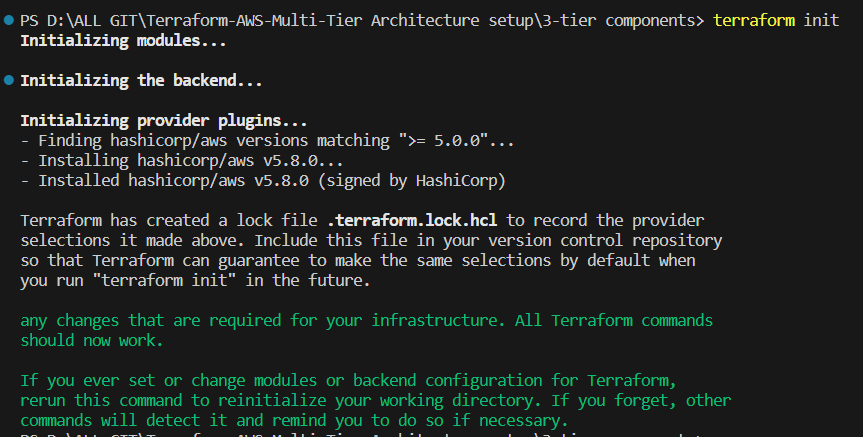 PS D:\ALL GIT\Terraform-AWS-Multi-Tier Architecture setup\3-tier components> terraform init
Initializing modules...
Initializing the backend...
Initializing provider plugins...
- Finding hashicorp/aws versions matching ">= 5.0.0"...
- Installing hashicorp/aws v5.8.0...
- Installed hashicorp/aws v5.8.0 (signed by HashiCorp)
Terraform has created a lock file .terraform.lock.hcl to record the provider
selections it made above. Include this file in your version control repository
so that Terraform can guarantee to make the same selections by default when
you run "terraform init" in the future.
any changes that are required for your infrastructure. All Terraform commands
should now work.
If you ever set or change modules or backend configuration for Terraform,
rerun this command to reinitialize your working directory. If you forget, other
commands will detect it and remind you to do so if necessary.